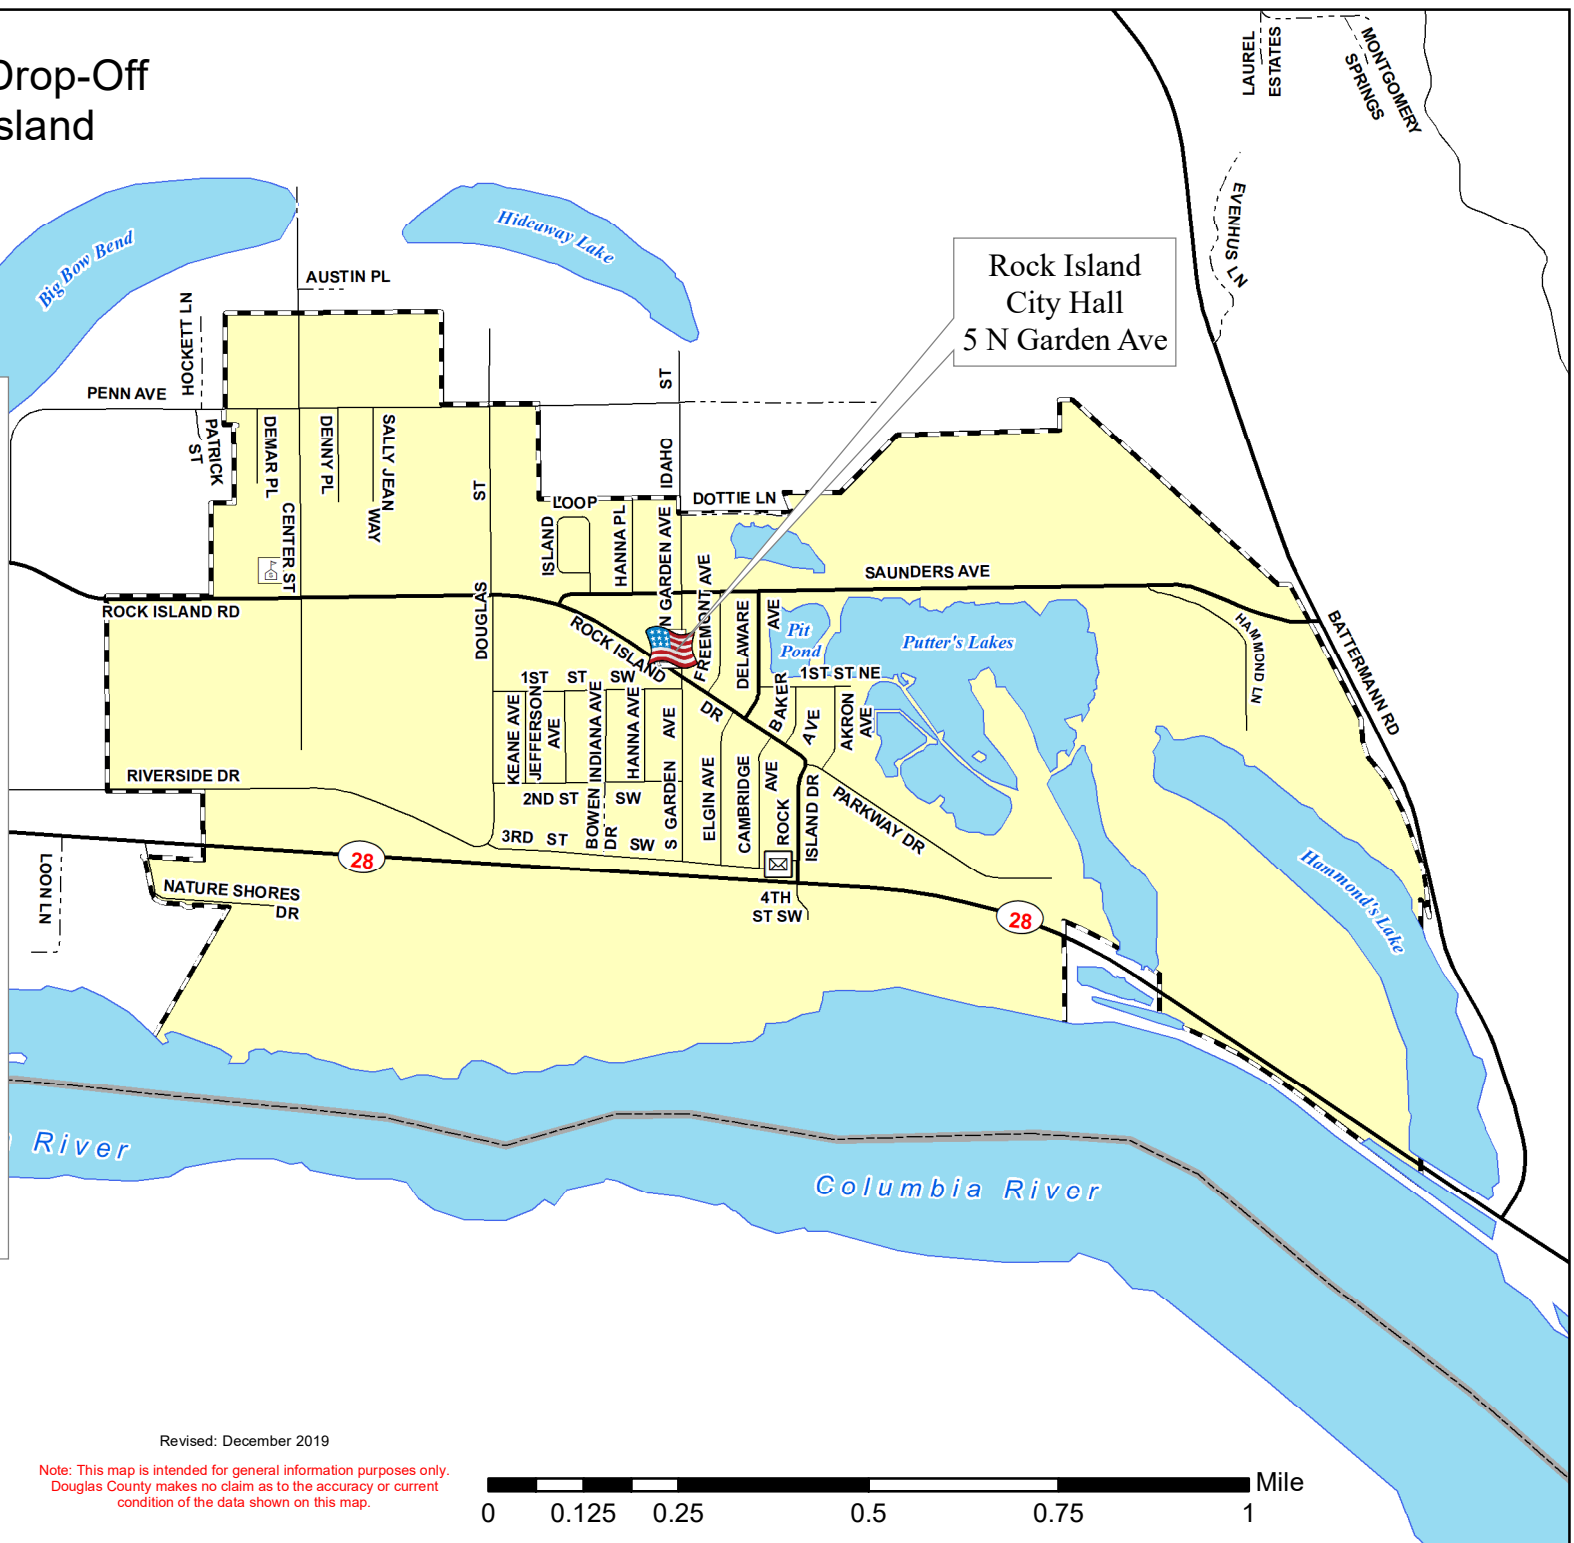 Drop-Off
Island
LAUREL
ESTATES
MONTGOMERY
SPRINGS
EVENHUS LN
Big Bow Bend
Hideaway Lake
AUSTIN PL
HOCKETT LN
Rock Island
City Hall
5 N Garden Ave
PENN AVE
PATRICK
ST
DEMAR PL
DENNY PL
SALLY JEAN
WAY
CENTER ST
ST
DOUGLAS
ST
IDAHO
LOOP
ISLAND
HANNA PL
N GARDEN AVE
DOTTIE LN
FREEMONT AVE
SAUNDERS AVE
DELAWARE
AVE
ROCK ISLAND RD
ROCK ISLAND
DR
Pit
Pond
Putter's Lakes
HAMMOND LN
BATTERMANN RD
1ST ST SW
1ST ST NE
KEANE AVE
JEFFERSON
AVE
INDIANA AVE
HANNA AVE
AVE
S GARDEN
BAKER
AVE
AKRON
AVE
AVE
RIVERSIDE DR
2ND ST SW
BOWEN
DR
3RD ST SW
ELGIN AVE
CAMBRIDGE
ROCK
ISLAND DR
PARKWAY DR
28
LOON LN
NATURE SHORES
DR
4TH
ST SW
28
Hammond's Lake
River
Columbia River
Revised: December 2019
Note: This map is intended for general information purposes only.
Douglas County makes no claim as to the accuracy or current
condition of the data shown on this map.
Mile
0 0.125 0.25 0.5 0.75 1